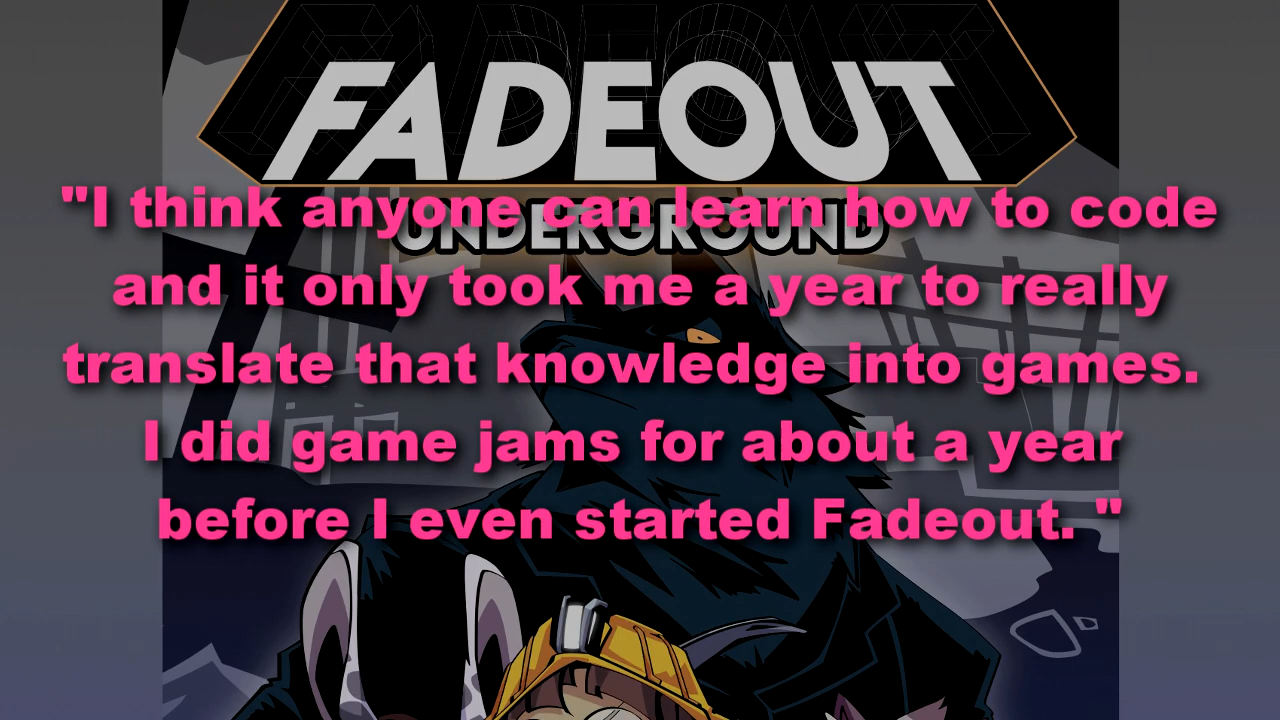 FADEOUT
UNDERGROUND
"I think anyone can learn how to code
and it only took me a year to really
translate that knowledge into games.
I did game jams for about a year
before I even started Fadeout. "